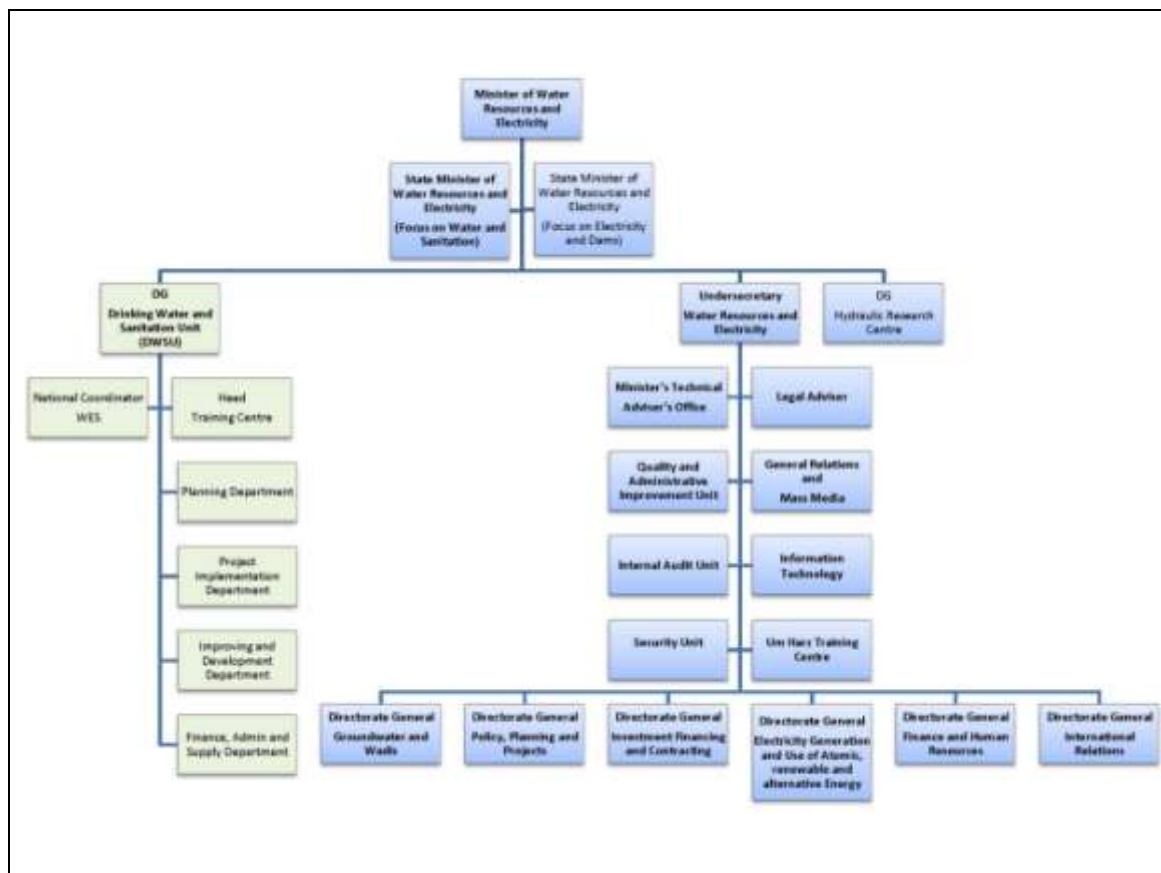 Minister of Water
Resources and
Electricity
State Minister of
Water Resources and
Electricity
(Focus on Water and
Sanitation)
State Minister of
Water Resources and
Electricity
(Focus on Electricity
and Dams)
DG
Drinking Water and
Sanitation Unit
(DWSU)
Undersecretary
Water Resources and
Electricity
DG
Hydraulic Research
Centre
National Coordinator
WES
Head
Training Centre
Minister's Technical
Adviser's Office
Legal Adviser
Planning Department
Quality and
Administrative
Improvement Unit
General Relations
and
Mass Media
Project
Implementation
Department
Internal Audit Unit
Information
Technology
Improving and
Development
Department
Security Unit
Um Harz Training
Centre
Finance, Admin and
Supply Department
Directorate General
Groundwater and
Wadis
Directorate General
Policy, Planning and
Projects
Directorate General
Investment Financing
and Contracting
Directorate General
Electricity Generation
and Use of Atomic,
renewable and
alternative Energy
Directorate General
Finance and Human
Resources
Directorate General
International
Relations